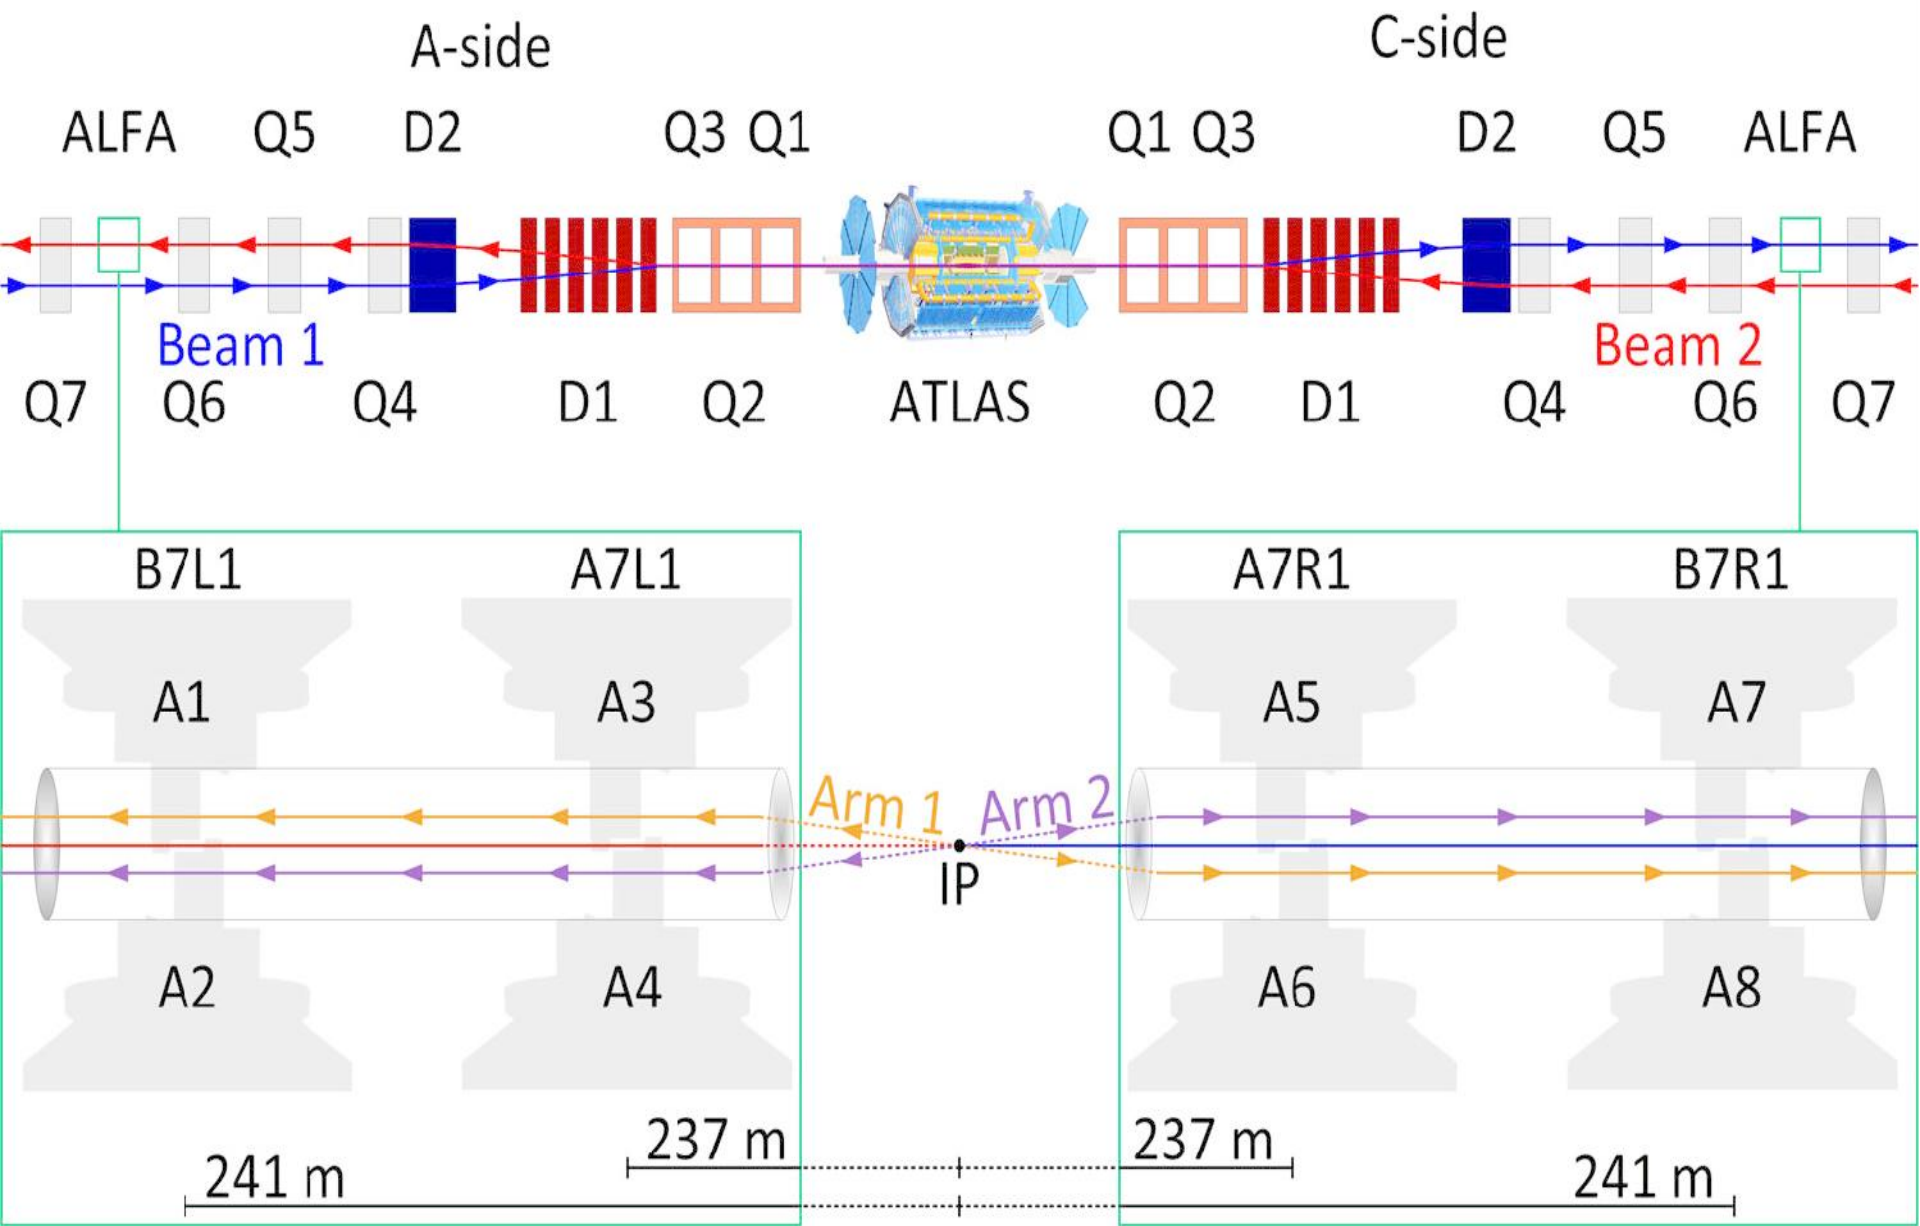 A-side C-side
ALFA Q5 D2 Q3 Q1 Q1 Q3 D2 Q5 ALFA
Beam 1 Beam 2
Q7 Q6 Q4 D1 Q2 ATLAS Q2 D1 Q4 Q6 Q7
B7L1 A7L1 A7R1 B7R1
A1 A3 A5 A7
Arm 1 Arm 2
IP
A2 A4 A6 A8
237 m 237 m
241 m 241 m